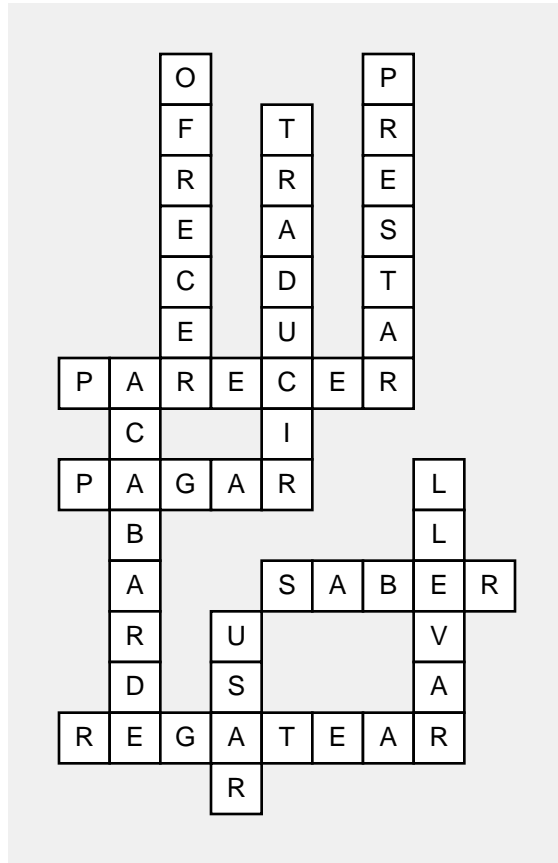 OFRECER
PRESTAR
TRADUCIR
PARECER
ACABARDE
PAGAR
LLEVAR
SABER
USAR
REGATEAR